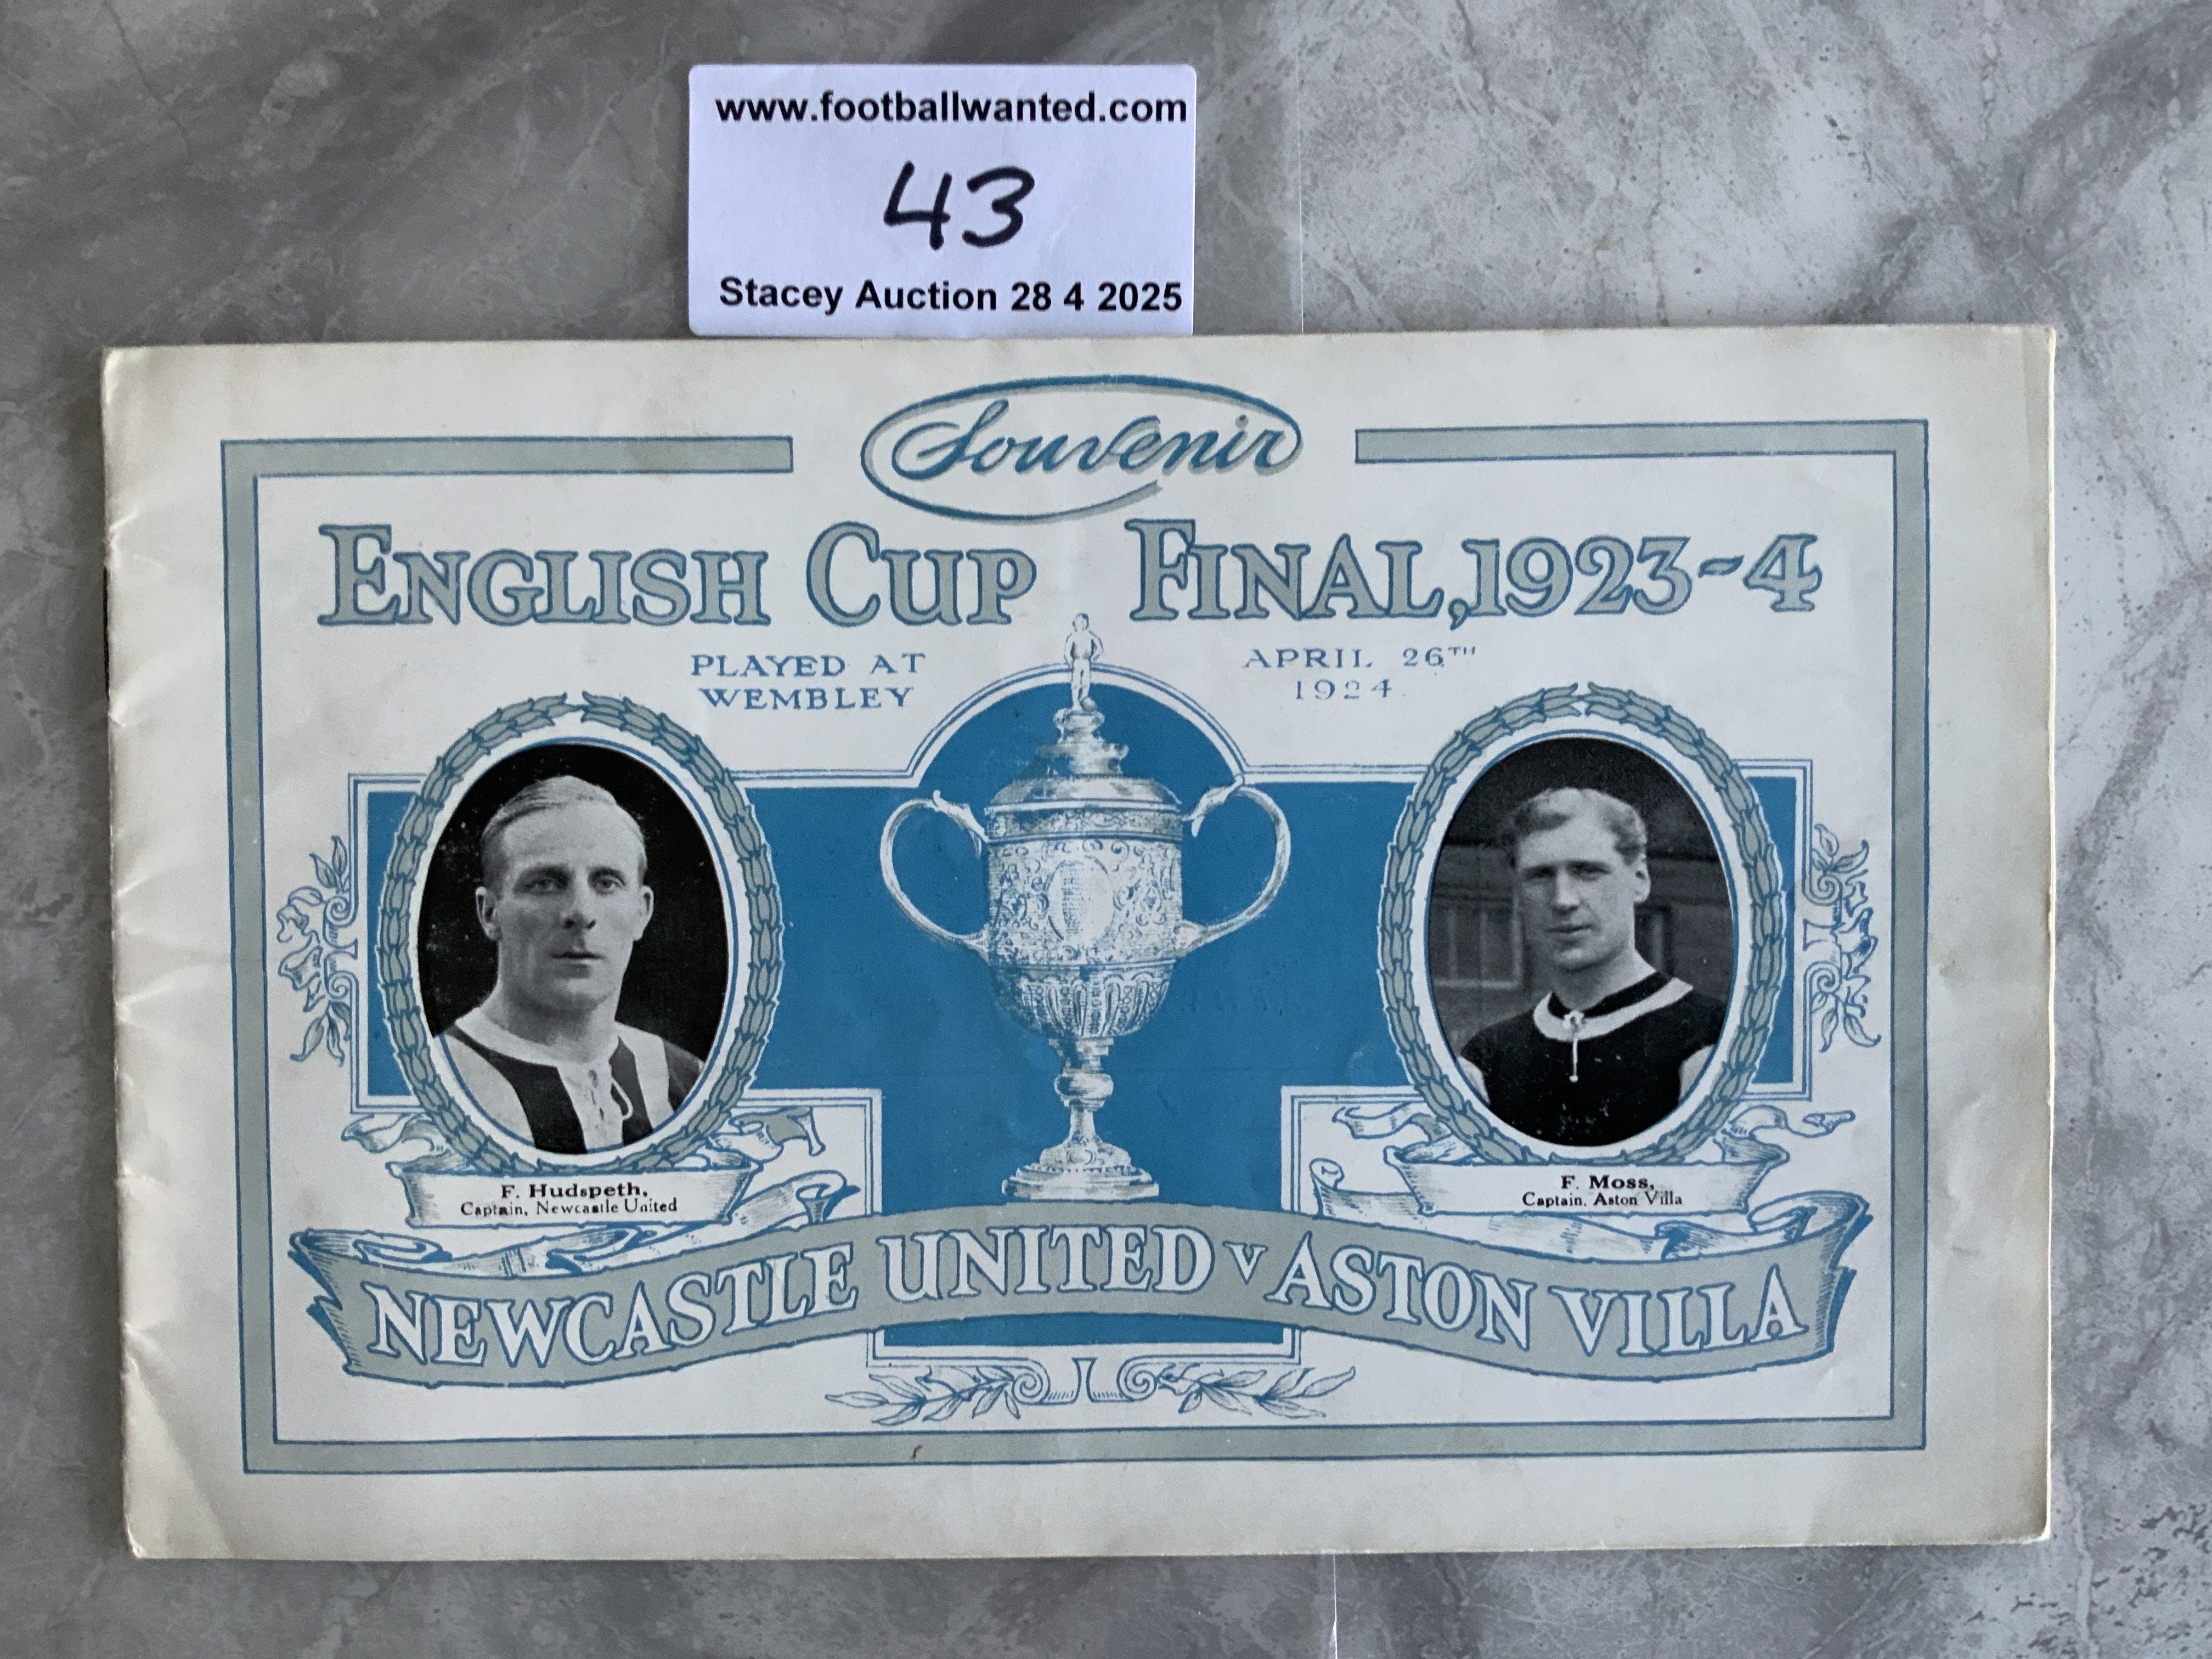 www.footballwanted.com
43
Stacey Auction 28 4 2025
Souvenir
ENGLISH CUP FINAL, 1923-4
PLAYED AT
WEMBLEY
APRIL 26TH
1924
F. Hudspeth,
Captain, Newcastle United
F. Moss,
Captain. Aston Villa
NEWCASTLE UNITED V ASTON VILLA